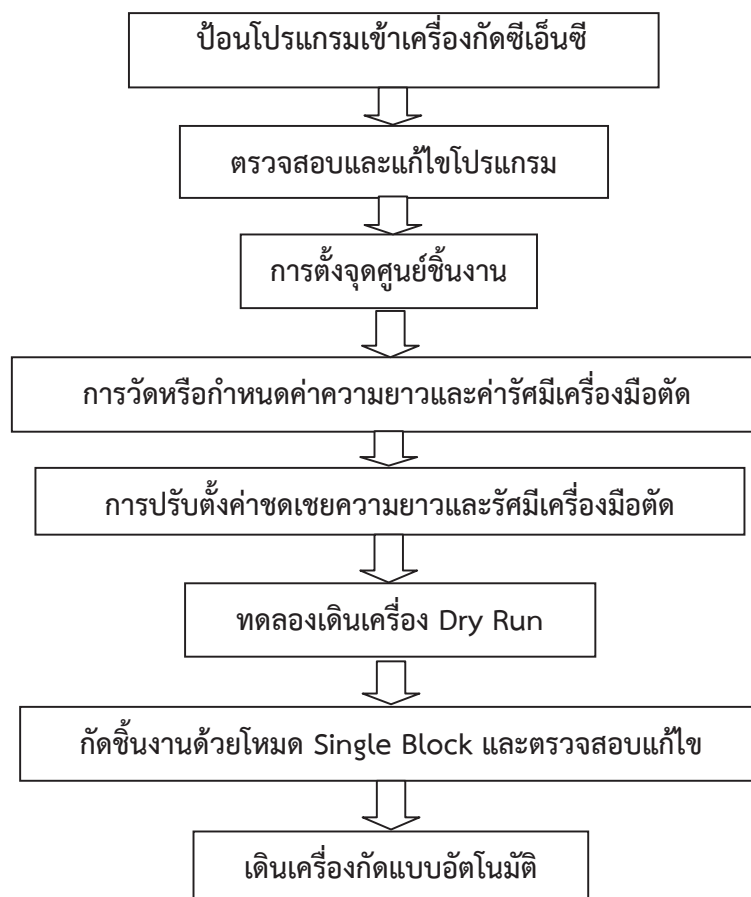 ป้อนโปรแกรมเข้าเครื่องกัดซีเอ็นซี
ตรวจสอบและแก้ไขโปรแกรม
การตั้งจุดศูนย์ชิ้นงาน
การวัดหรือกำหนดค่าความยาวและค่ารัศมีเครื่องมือตัด
การปรับตั้งค่าชดเชยความยาวและรัศมีเครื่องมือตัด
ทดลองเดินเครื่อง Dry Run
กัดชิ้นงานด้วยโหมด Single Block และตรวจสอบแก้ไข
เดินเครื่องกัดแบบอัตโนมัติ